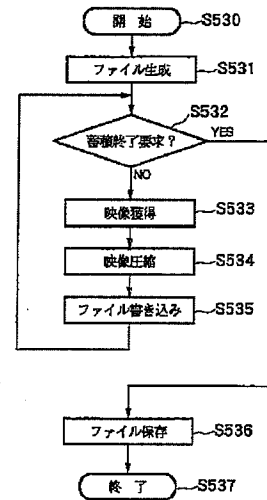 開始 S530
ファイル生成 S531
S532
蓄積終了要求? YES
NO
映像獲得 S533
映像圧縮 S534
ファイル書き込み S535
ファイル保存 S536
終了 S537